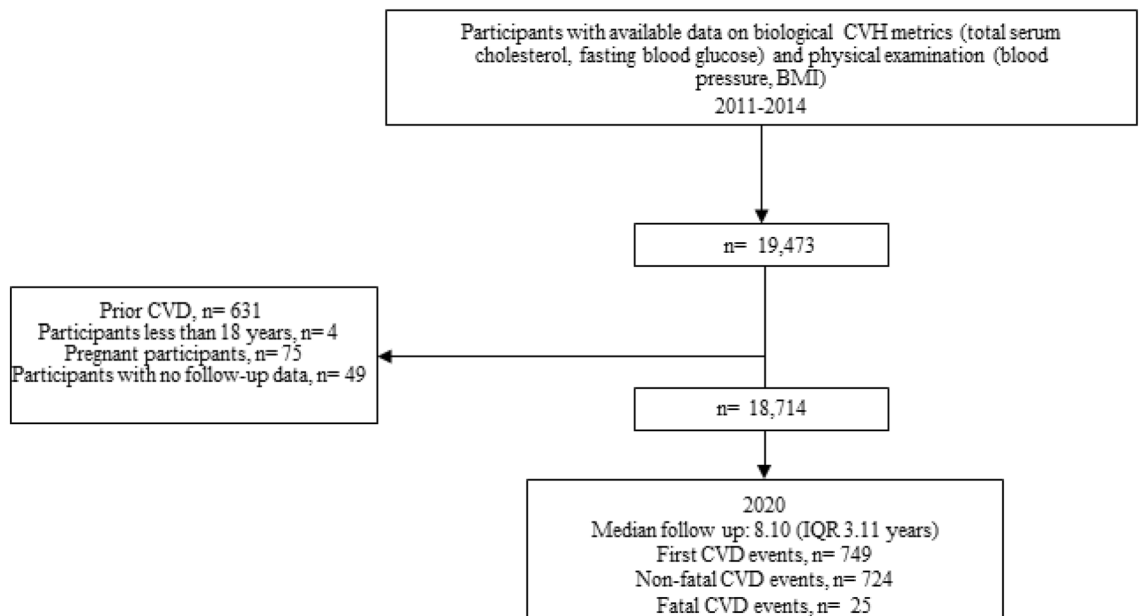 Participants with available data on biological CVH metrics (total serum
cholesterol, fasting blood glucose) and physical examination (blood
pressure, BMI)
2011-2014
n= 19,473
Prior CVD, n= 631
Participants less than 18 years, n= 4
Pregnant participants, n= 75
Participants with no follow-up data, n= 49
n= 18,714
2020
Median follow up: 8.10 (IQR 3.11 years)
First CVD events, n= 749
Non-fatal CVD events, n= 724
Fatal CVD events, n= 25